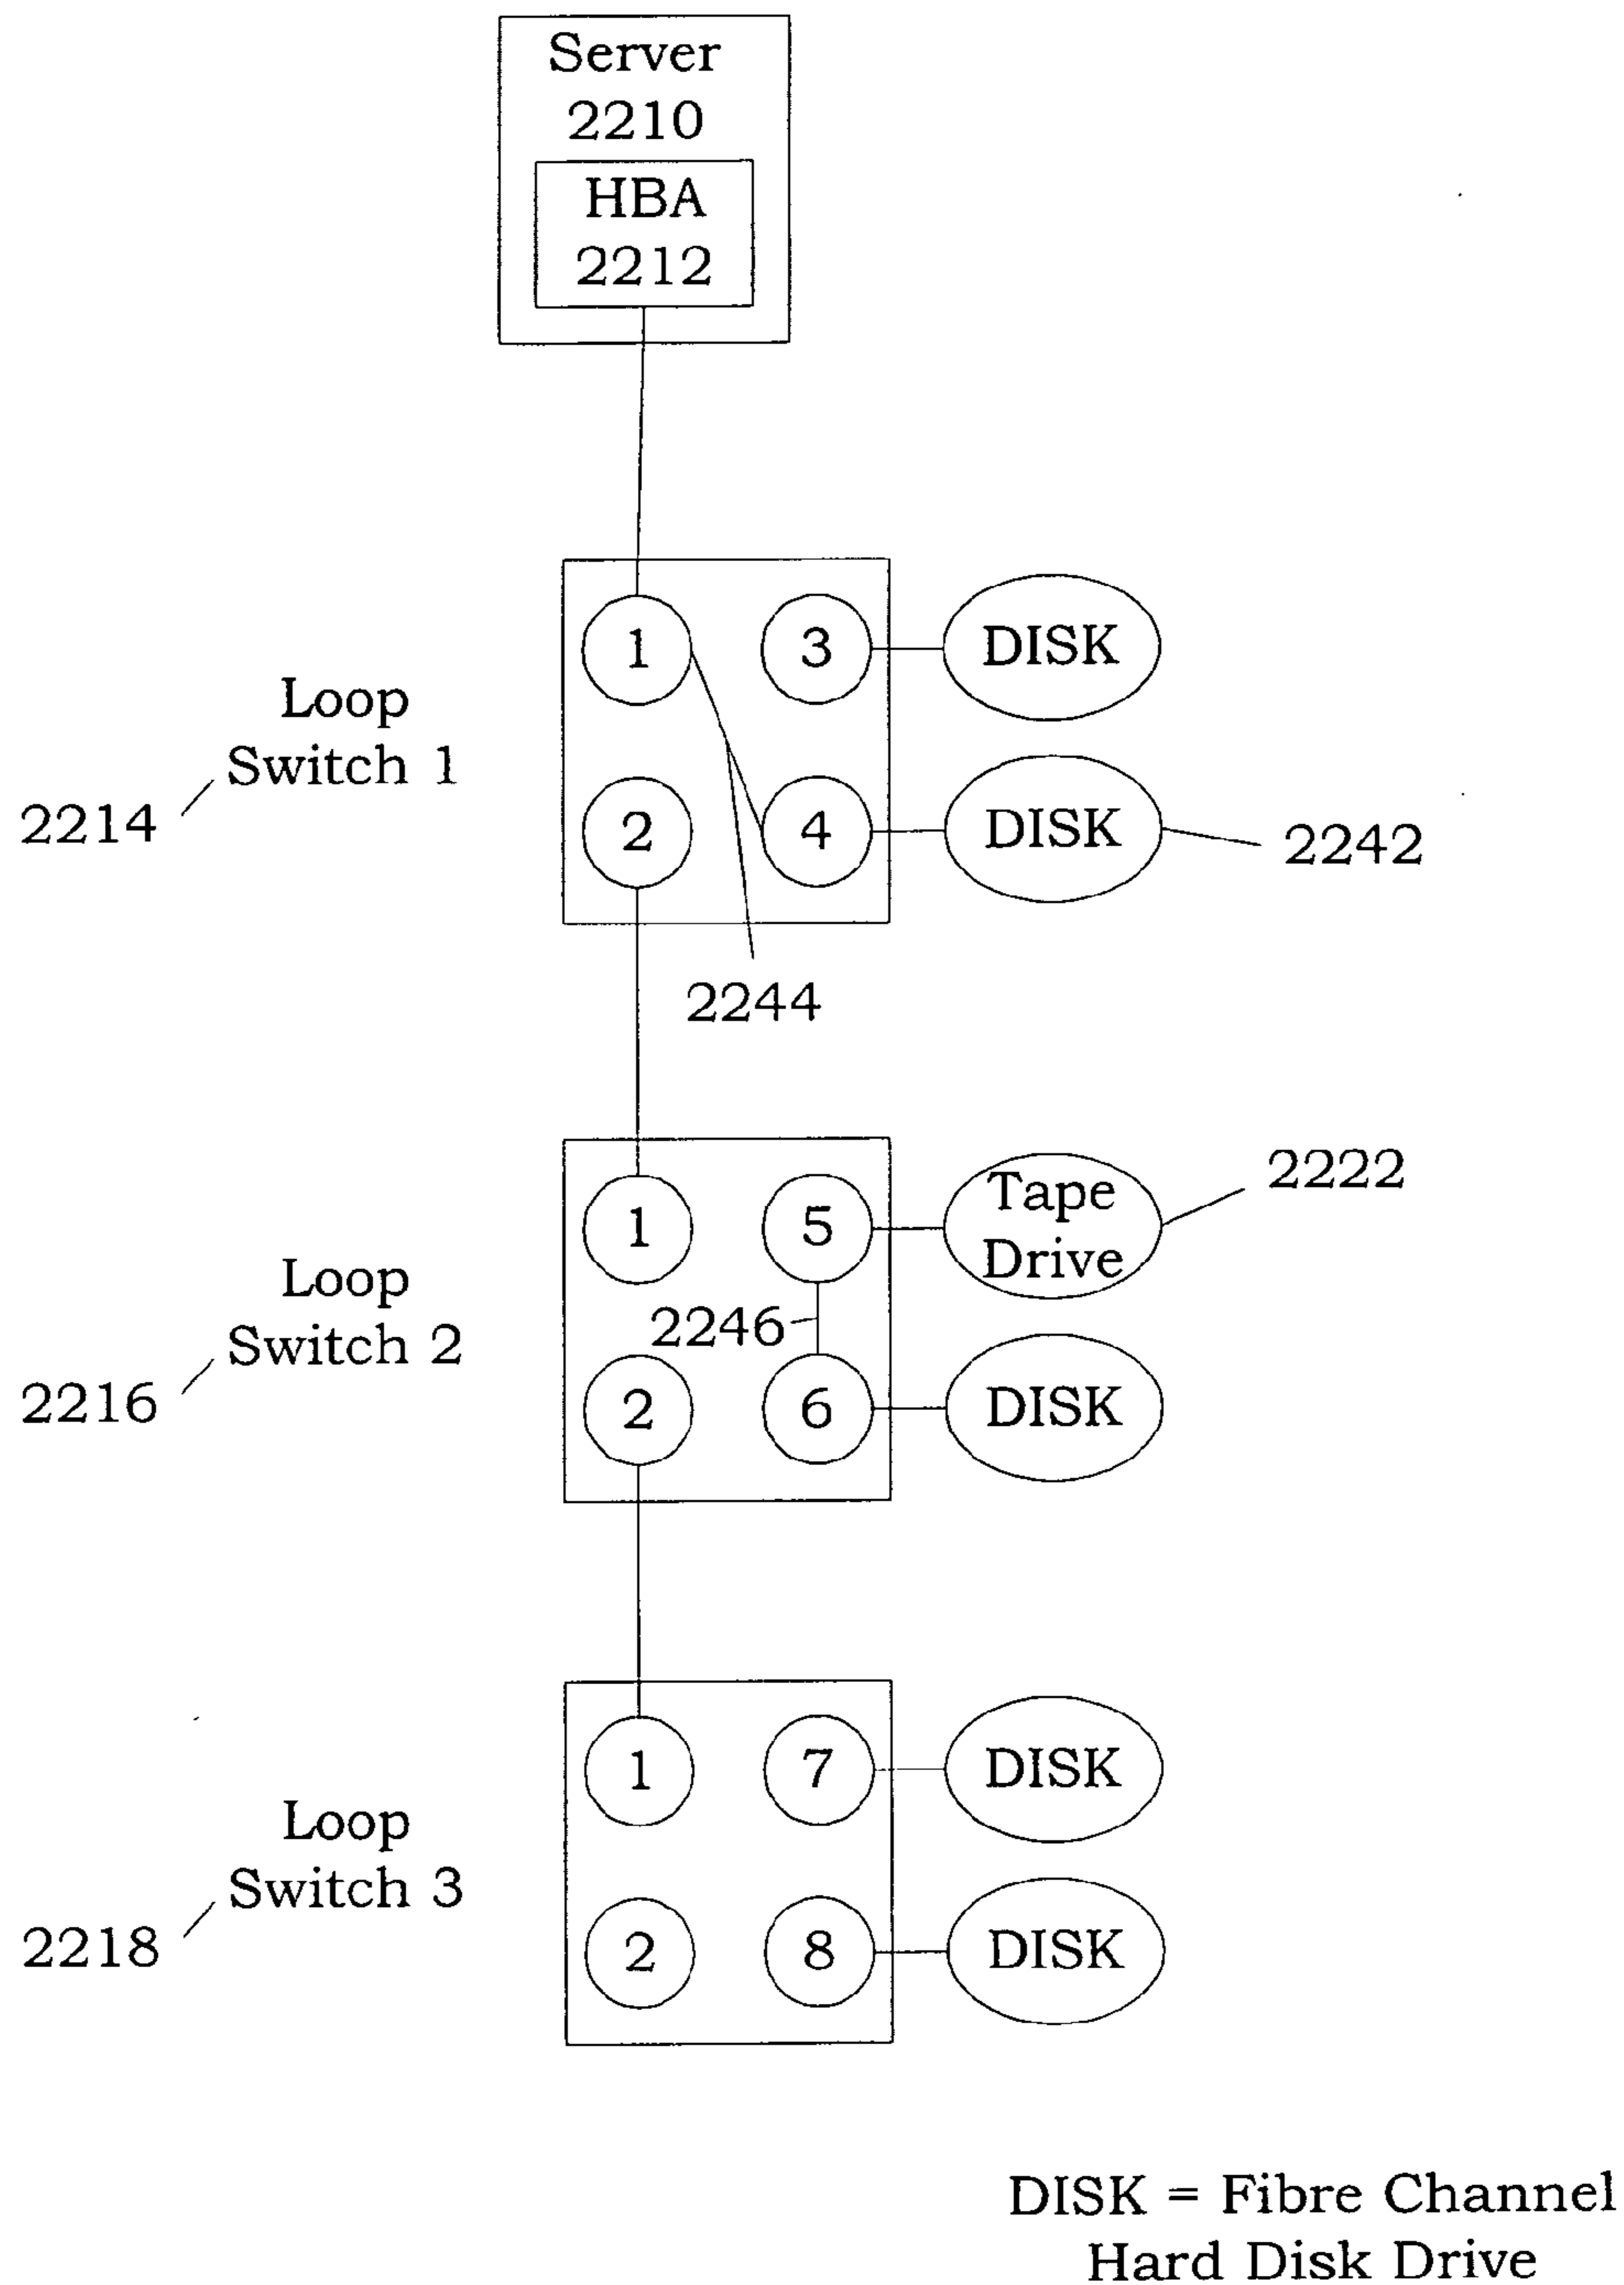 Server
2210
HBA
2212
1
3
DISK
Loop
Switch 1
2214
2
4
DISK
2242
2244
1
5
Tape
Drive
2222
Loop
Switch 2
2246
2216
2
6
DISK
1
7
DISK
Loop
Switch 3
2218
2
8
DISK
DISK = Fibre Channel
Hard Disk Drive